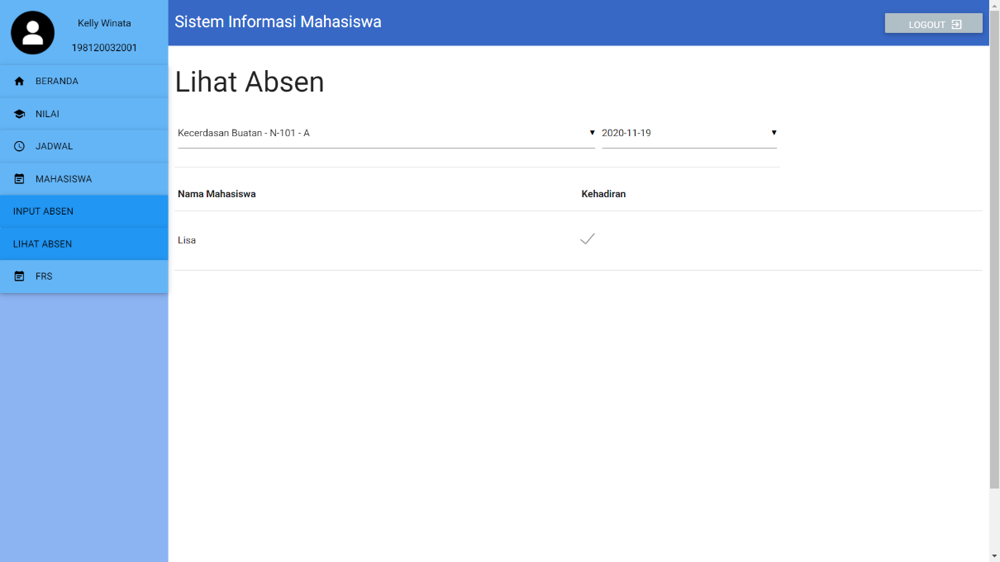 Kelly Winata
198120032001
BERANDA
NILAI
JADWAL
MAHASISWA
INPUT ABSEN
LIHAT ABSEN
FRS
Sistem Informasi Mahasiswa
LOGOUT
Lihat Absen
Kecerdasan Buatan - N-101 - A
2020-11-19
Nama Mahasiswa
Kehadiran
Lisa